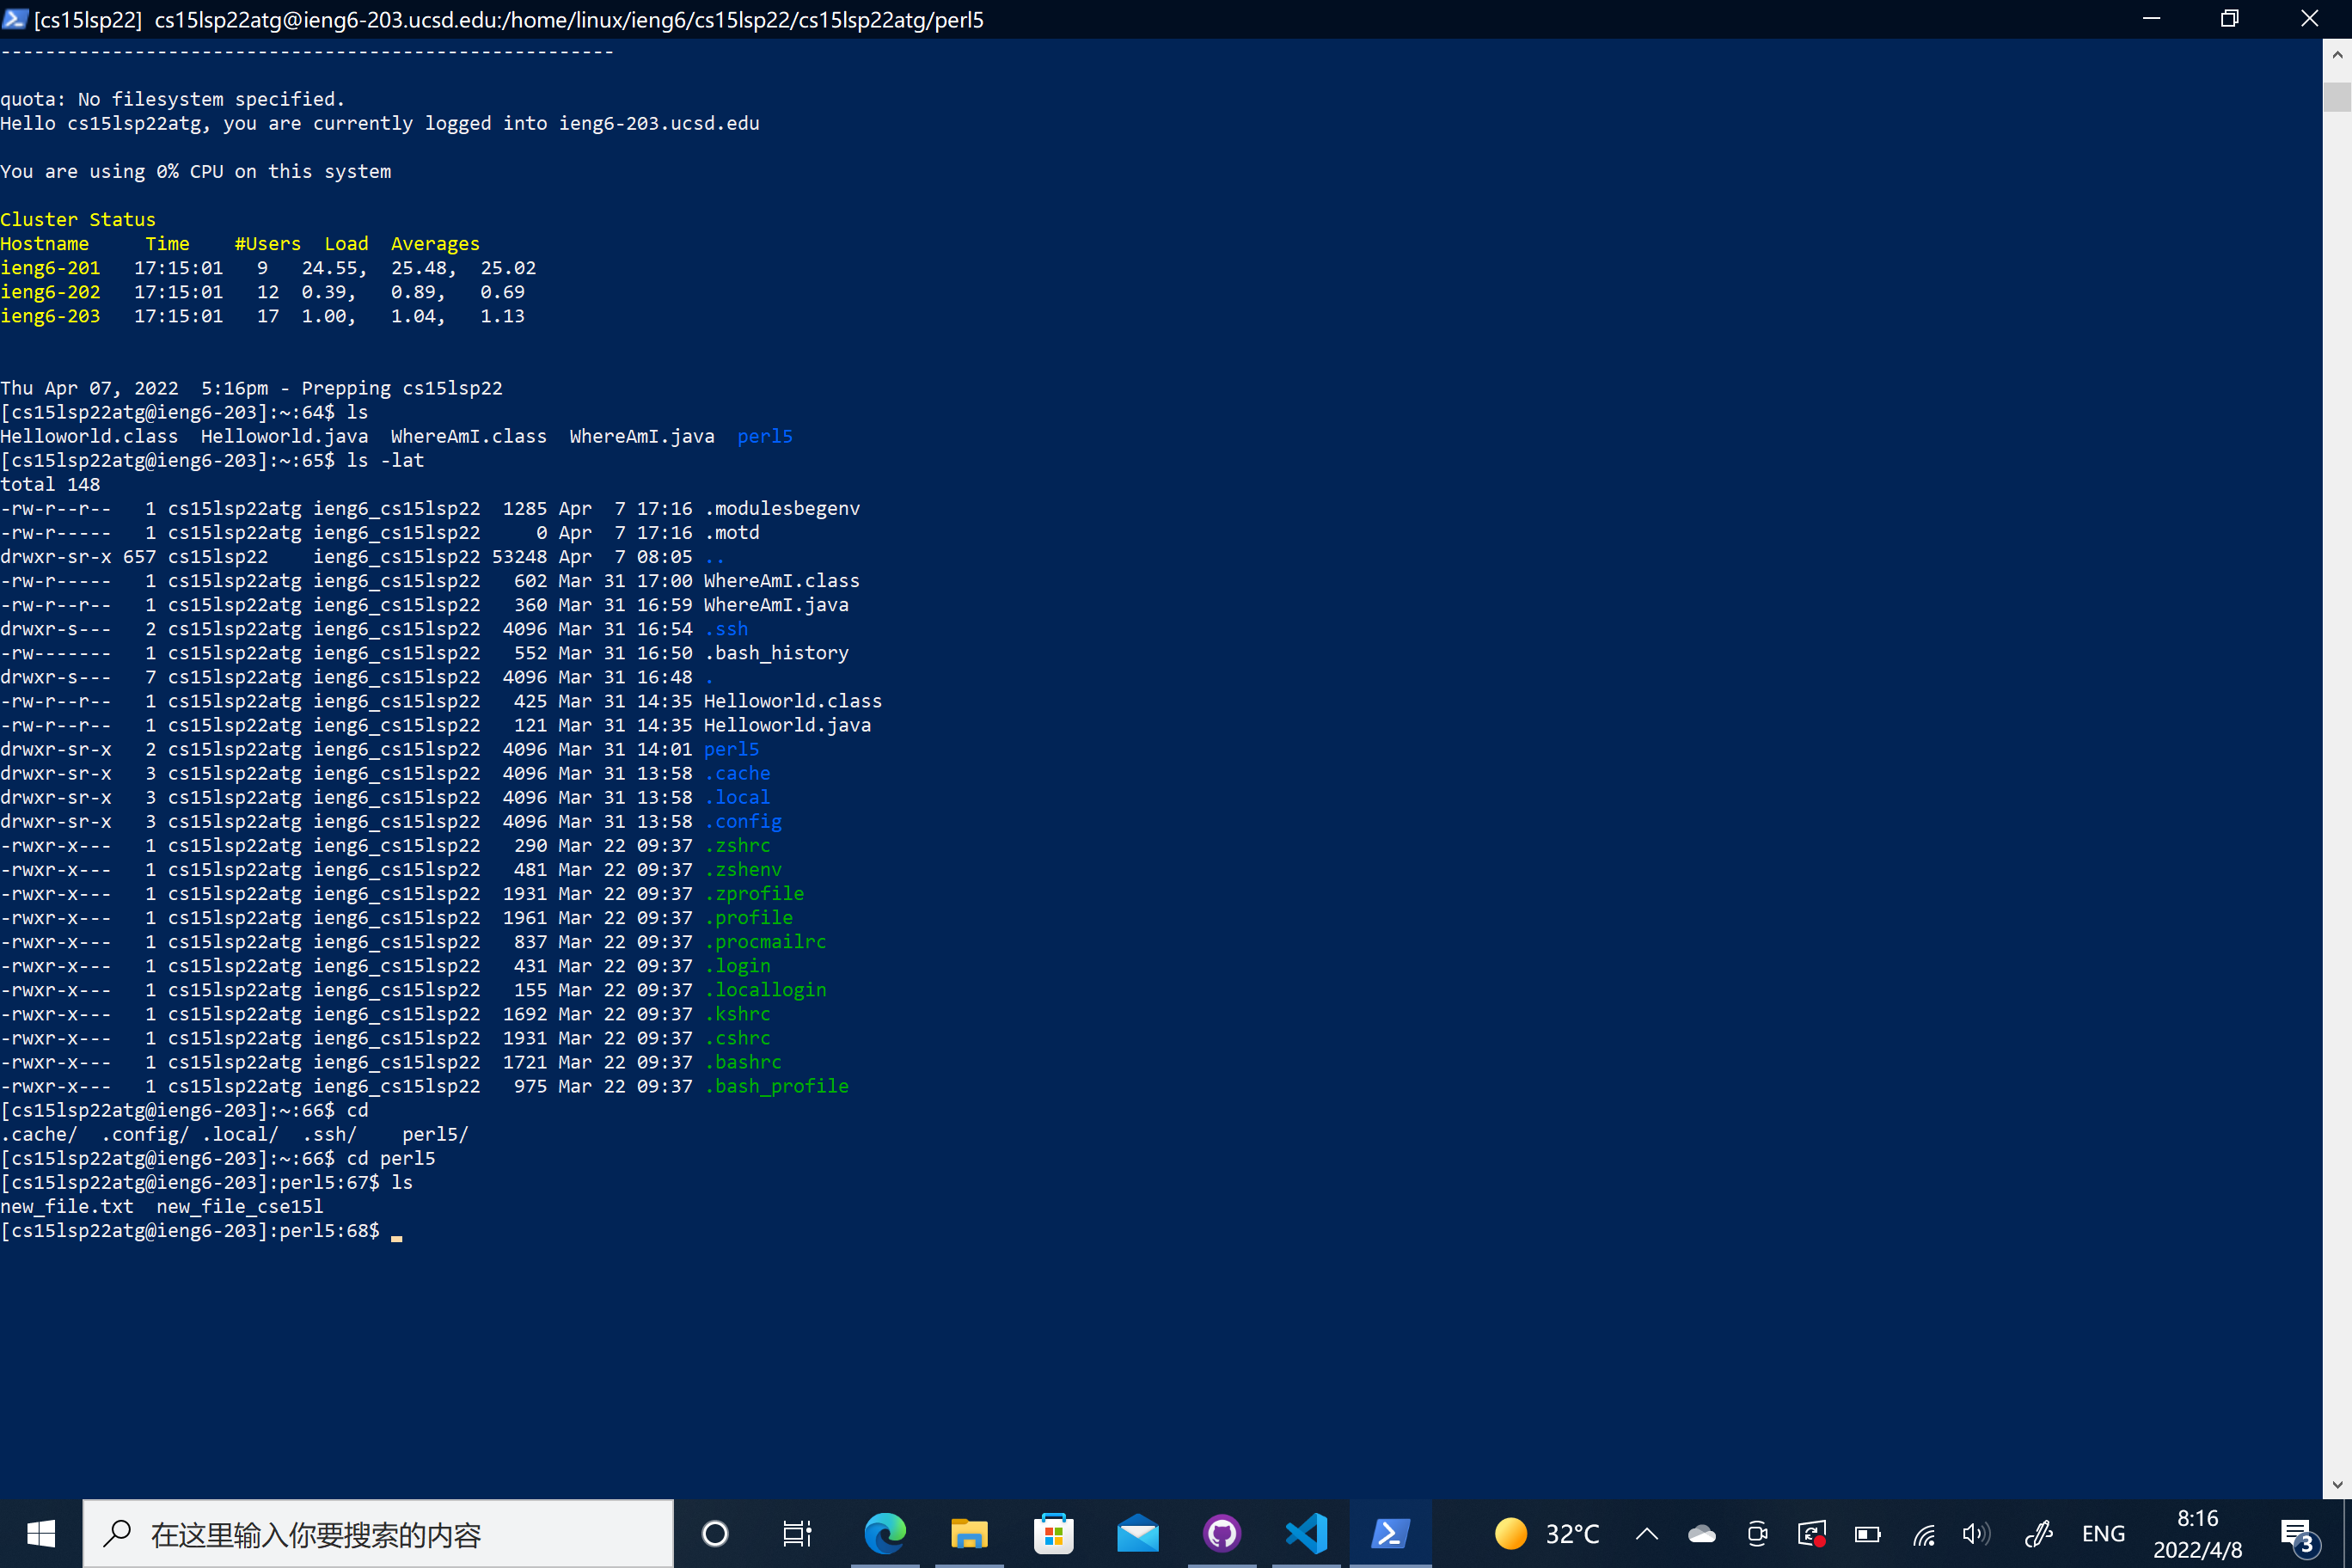 [cs15lsp22] cs15lsp22atg@ieng6-203.ucsd.edu:/home/linux/ieng6/cs15lsp22/cs15lsp22atg/perl5
-------------------------------------------------------
quota: No filesystem specified.
Hello cs15lsp22atg, you are currently logged into ieng6-203.ucsd.edu
You are using 0% CPU on this system
Cluster Status
Hostname     Time    #Users  Load  Averages
ieng6-201   17:15:01   9   24.55,  25.48,  25.02
ieng6-202   17:15:01   12  0.39,   0.89,   0.69
ieng6-203   17:15:01   17  1.00,   1.04,   1.13
Thu Apr 07, 2022  5:16pm - Prepping cs15lsp22
[cs15lsp22atg@ieng6-203]:~:64$ ls
Helloworld.class  Helloworld.java  WhereAmI.class  WhereAmI.java  perl5
[cs15lsp22atg@ieng6-203]:~:65$ ls -lat
total 148
-rw-r--r--   1 cs15lsp22atg ieng6_cs15lsp22  1285 Apr  7 17:16 .modulesbegenv
-rw-r-----   1 cs15lsp22atg ieng6_cs15lsp22     0 Apr  7 17:16 .motd
drwxr-sr-x 657 cs15lsp22    ieng6_cs15lsp22 53248 Apr  7 08:05 ..
-rw-r-----   1 cs15lsp22atg ieng6_cs15lsp22   602 Mar 31 17:00 WhereAmI.class
-rw-r--r--   1 cs15lsp22atg ieng6_cs15lsp22   360 Mar 31 16:59 WhereAmI.java
drwxr-s---   2 cs15lsp22atg ieng6_cs15lsp22  4096 Mar 31 16:54 .ssh
-rw-------   1 cs15lsp22atg ieng6_cs15lsp22   552 Mar 31 16:50 .bash_history
drwxr-s---   7 cs15lsp22atg ieng6_cs15lsp22  4096 Mar 31 16:48 .
-rw-r--r--   1 cs15lsp22atg ieng6_cs15lsp22   425 Mar 31 14:35 Helloworld.class
-rw-r--r--   1 cs15lsp22atg ieng6_cs15lsp22   121 Mar 31 14:35 Helloworld.java
drwxr-sr-x   2 cs15lsp22atg ieng6_cs15lsp22  4096 Mar 31 14:01 perl5
drwxr-sr-x   3 cs15lsp22atg ieng6_cs15lsp22  4096 Mar 31 13:58 .cache
drwxr-sr-x   3 cs15lsp22atg ieng6_cs15lsp22  4096 Mar 31 13:58 .local
drwxr-sr-x   3 cs15lsp22atg ieng6_cs15lsp22  4096 Mar 31 13:58 .config
-rwxr-x---   1 cs15lsp22atg ieng6_cs15lsp22   290 Mar 22 09:37 .zshrc
-rwxr-x---   1 cs15lsp22atg ieng6_cs15lsp22   481 Mar 22 09:37 .zshenv
-rwxr-x---   1 cs15lsp22atg ieng6_cs15lsp22  1931 Mar 22 09:37 .zprofile
-rwxr-x---   1 cs15lsp22atg ieng6_cs15lsp22  1961 Mar 22 09:37 .profile
-rwxr-x---   1 cs15lsp22atg ieng6_cs15lsp22   837 Mar 22 09:37 .procmailrc
-rwxr-x---   1 cs15lsp22atg ieng6_cs15lsp22   431 Mar 22 09:37 .login
-rwxr-x---   1 cs15lsp22atg ieng6_cs15lsp22   155 Mar 22 09:37 .locallogin
-rwxr-x---   1 cs15lsp22atg ieng6_cs15lsp22  1692 Mar 22 09:37 .kshrc
-rwxr-x---   1 cs15lsp22atg ieng6_cs15lsp22  1931 Mar 22 09:37 .cshrc
-rwxr-x---   1 cs15lsp22atg ieng6_cs15lsp22  1721 Mar 22 09:37 .bashrc
-rwxr-x---   1 cs15lsp22atg ieng6_cs15lsp22   975 Mar 22 09:37 .bash_profile
[cs15lsp22atg@ieng6-203]:~:66$ cd
.cache/  .config/ .local/  .ssh/    perl5/
[cs15lsp22atg@ieng6-203]:~:66$ cd perl5
[cs15lsp22atg@ieng6-203]:perl5:67$ ls
new_file.txt  new_file_cse15l
[cs15lsp22atg@ieng6-203]:perl5:68$
在这里输入你要搜索的内容
32°C
ENG
8:16
2022/4/8
3